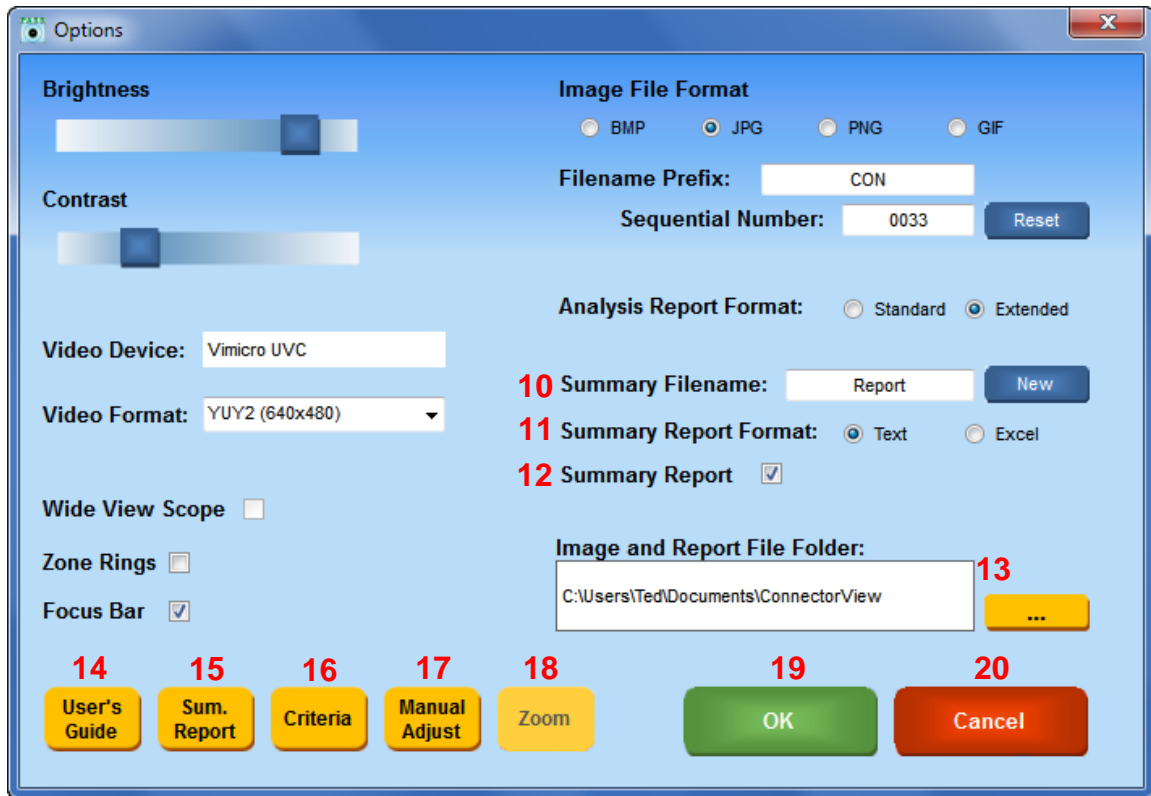 Options
Brightness
Contrast
Video Device: Vimicro UVC
Video Format: YUY2 (640x480)
Wide View Scope
Zone Rings
Focus Bar
Image File Format
BMP JPG PNG GIF
Filename Prefix: CON
Sequential Number: 0033 Reset
Analysis Report Format: Standard Extended
10 Summary Filename: Report New
11 Summary Report Format: Text Excel
12 Summary Report
Image and Report File Folder:
13
C:\Users\Ted\Documents\ConnectorView
...
14 15 16 17 18 19 20
User's
Guide
Sum.
Report
Criteria
Manual
Adjust
Zoom
OK
Cancel